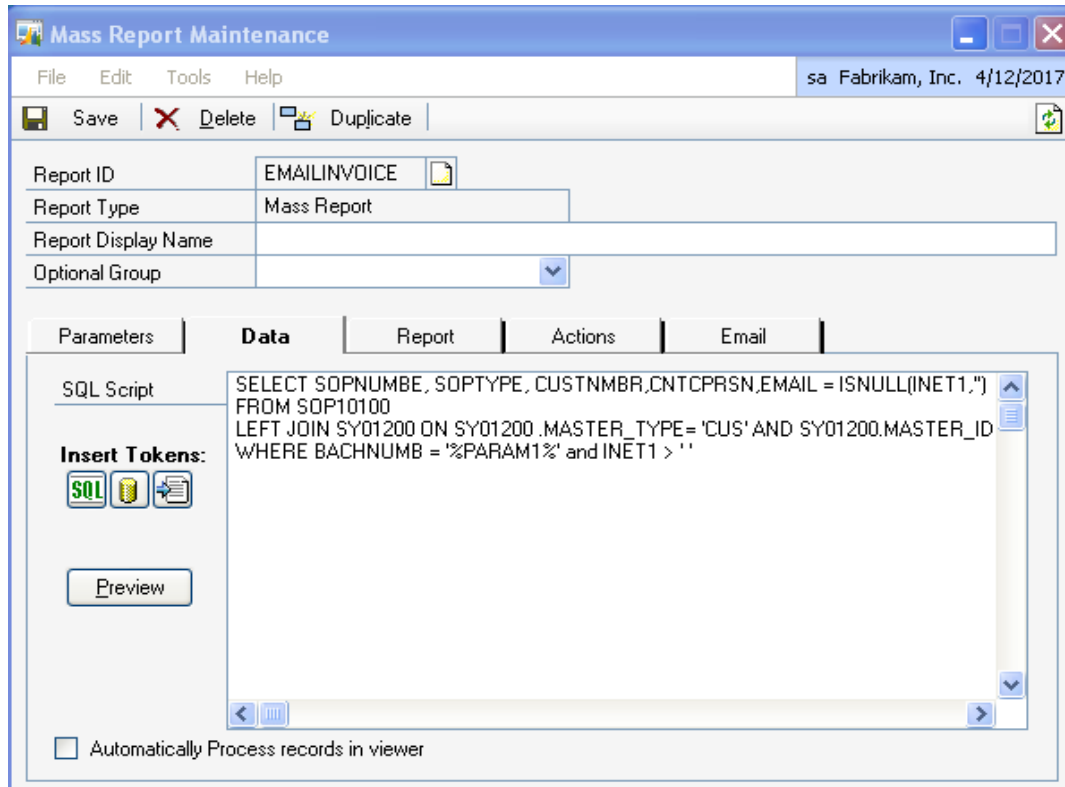 Mass Report Maintenance
File Edit Tools Help sa Fabrikam, Inc. 4/12/2017
Save Delete Duplicate
Report ID EMAILINVOICE
Report Type Mass Report
Report Display Name
Optional Group
Parameters Data Report Actions Email
SQL Script
SELECT SOPNUMBE, SOPTYPE, CUSTNMBR,CNTCPRSN,EMAIL = ISNULL(INET1,'')
FROM SOP10100
LEFT JOIN SY01200 ON SY01200 .MASTER_TYPE= 'CUS' AND SY01200.MASTER_ID
WHERE BACHNUMB = '%PARAM1%' and INET1 > ' '
Insert Tokens:
SQL
Preview
Automatically Process records in viewer